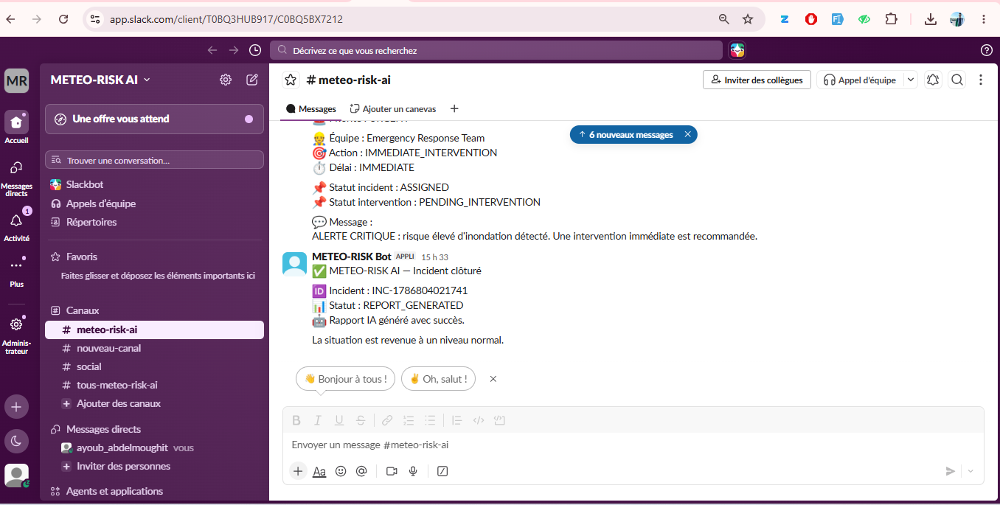 app.slack.com/client/T0BQ3HUB917/C0BQ5BX7212
Décrivez ce que vous recherchez
MR
METEO-RISK AI
# meteo-risk-ai
Inviter des collègues
Appel d'équipe
Une offre vous attend
Messages
Ajouter un canevas
6 nouveaux messages
Accueil
Trouver une conversation...
Équipe : Emergency Response Team
Action : IMMEDIATE_INTERVENTION
Délai : IMMEDIATE
Statut incident : ASSIGNED
Statut intervention : PENDING_INTERVENTION
Message :
ALERTE CRITIQUE : risque élevé d'inondation détecté. Une intervention immédiate est recommandée.
Messages
directs
1
Activité
Plus
Adminis-
trateur
Slackbot
Appels d'équipe
Répertoires
Favoris
Faites glisser et déposez les éléments importants ici
Canaux
# meteo-risk-ai
# nouveau-canal
# social
# tous-meteo-risk-ai
Ajouter des canaux
Messages directs
ayoub_abdelmoughit vous
Inviter des personnes
Agents et applications
METEO-RISK Bot APPLI 15 h 33
METEO-RISK AI — Incident clôturé
ID Incident : INC-1786804021741
Statut : REPORT_GENERATED
Rapport IA généré avec succès.
La situation est revenue à un niveau normal.
Bonjour à tous !
Oh, salut !
Envoyer un message #meteo-risk-ai
Aa